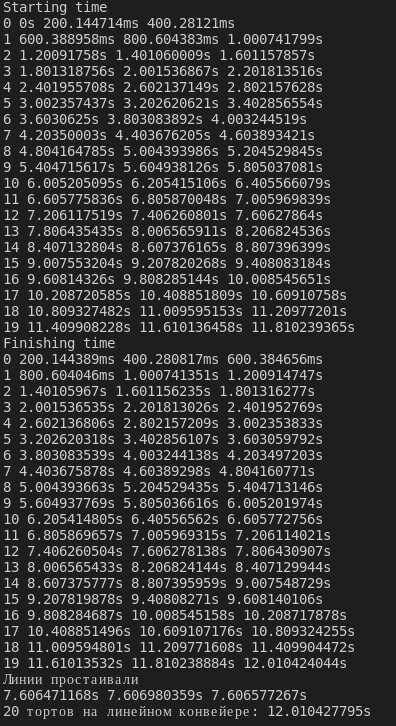 Starting time
0 0s 200.144714ms 400.28121ms
1 600.388958ms 800.604383ms 1.000741799s
2 1.20091758s 1.401060009s 1.601157857s
3 1.801318756s 2.001536867s 2.201813516s
4 2.401955708s 2.602137149s 2.802157628s
5 3.002357437s 3.202620621s 3.402856554s
6 3.6030625s 3.803083892s 4.003244519s
7 4.20350003s 4.403676205s 4.603893421s
8 4.804164785s 5.004393986s 5.204529845s
9 5.404715617s 5.604938126s 5.805037081s
10 6.005205095s 6.205415106s 6.405566079s
11 6.605775836s 6.805870048s 7.005969839s
12 7.206117519s 7.406260801s 7.60627864s
13 7.806435435s 8.006565911s 8.206824536s
14 8.407132804s 8.607376165s 8.807396399s
15 9.007553204s 9.207820268s 9.408083184s
16 9.60814326s 9.808285144s 10.008545651s
17 10.208720585s 10.408851809s 10.60910758s
18 10.809327482s 11.009595153s 11.20977201s
19 11.409908228s 11.610136458s 11.810239365s
Finishing time
0 200.144389ms 400.280817ms 600.384656ms
1 800.604046ms 1.000741351s 1.200914747s
2 1.40105967s 1.601156235s 1.801316277s
3 2.001536535s 2.201813026s 2.401952769s
4 2.602136806s 2.802157209s 3.002353833s
5 3.202620318s 3.402856107s 3.603059792s
6 3.803083539s 4.003244138s 4.203497203s
7 4.403675878s 4.60389298s 4.804160771s
8 5.004393663s 5.204529435s 5.404713146s
9 5.604937769s 5.805036616s 6.005201974s
10 6.205414805s 6.40556562s 6.605772756s
11 6.805869657s 7.005969315s 7.206114021s
12 7.406260504s 7.606278138s 7.806430907s
13 8.006565433s 8.206824144s 8.407129944s
14 8.607375777s 8.807395959s 9.007548729s
15 9.207819878s 9.40808271s 9.608140106s
16 9.808284687s 10.008545158s 10.208717878s
17 10.408851496s 10.609107176s 10.809324255s
18 11.009594801s 11.209771608s 11.409904472s
19 11.61013532s 11.810238884s 12.010424044s
Линии простаивали
7.606471168s 7.606980359s 7.606577267s
20 тортов на линейном конвейере: 12.010427795s